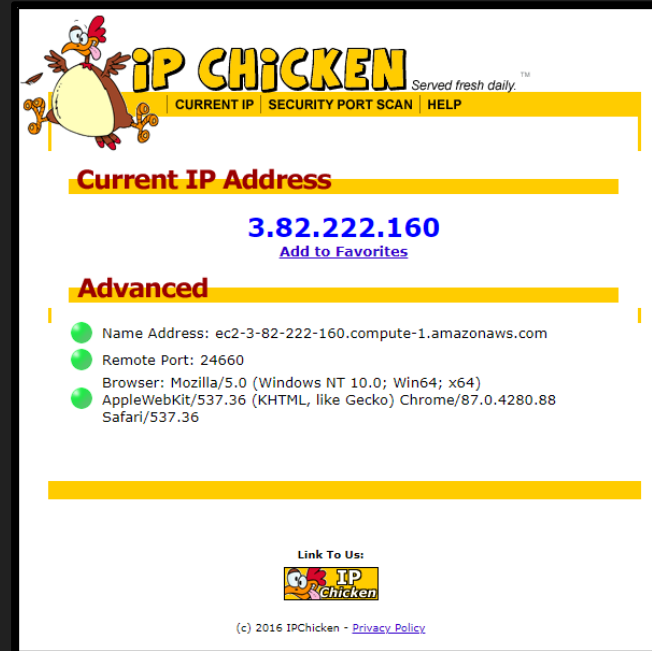 iP CHiCKEN Served fresh daily. ™
CURRENT IP | SECURITY PORT SCAN | HELP
Current IP Address
3.82.222.160
Add to Favorites
Advanced
Name Address: ec2-3-82-222-160.compute-1.amazonaws.com
Remote Port: 24660
Browser: Mozilla/5.0 (Windows NT 10.0; Win64; x64)
AppleWebKit/537.36 (KHTML, like Gecko) Chrome/87.0.4280.88
Safari/537.36
Link To Us:
IP
Chicken
(c) 2016 IPChicken - Privacy Policy